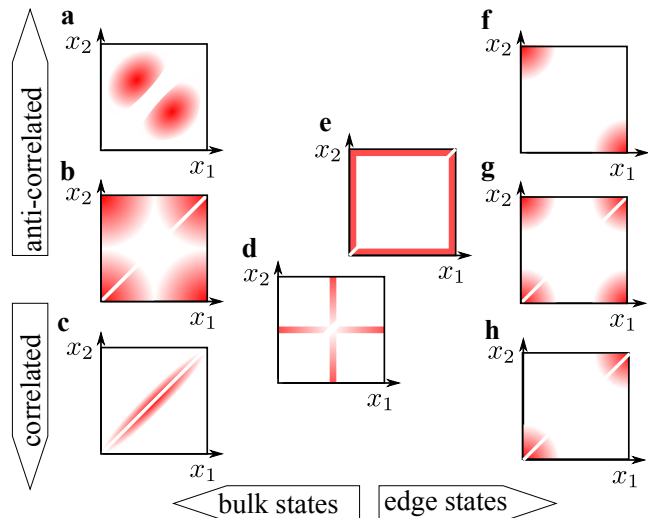 a
x₂
x₁
b
x₂
x₁
c
x₂
x₁
d
x₂
x₁
e
x₂
x₁
f
x₂
x₁
g
x₂
x₁
h
x₂
x₁
anti-correlated
correlated
bulk states
edge states